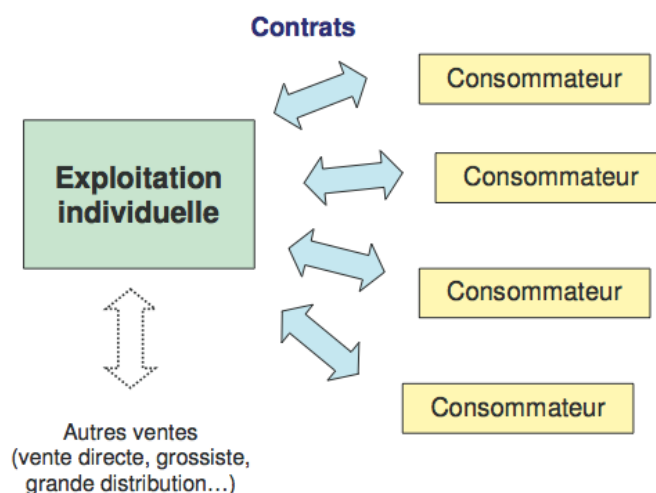 Contrats
Consommateur
Exploitation
individuelle
Consommateur
Consommateur
Consommateur
Autres ventes
(vente directe, grossiste,
grande distribution…)